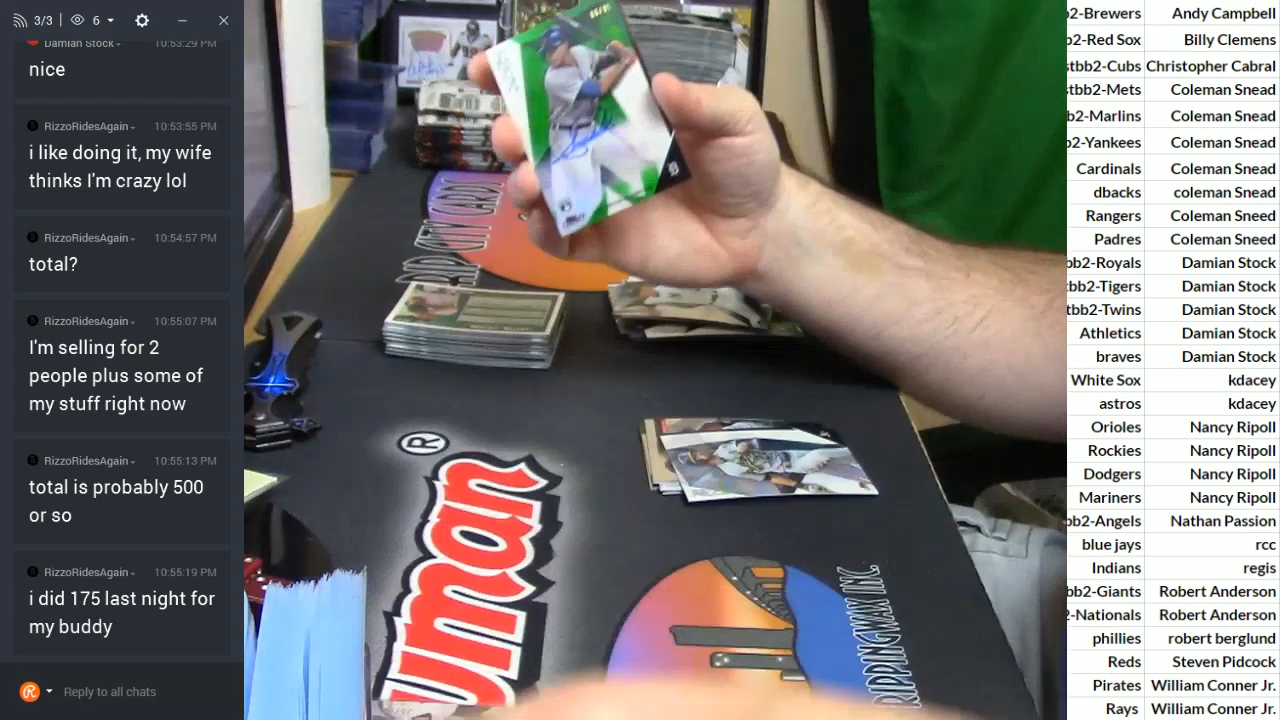 3/3 6
Damian Stock 10:53:29 PM
nice
RizzoRidesAgain 10:53:55 PM
i like doing it, my wife
thinks I'm crazy lol
RizzoRidesAgain 10:54:57 PM
total?
RizzoRidesAgain 10:55:07 PM
I'm selling for 2
people plus some of
my stuff right now
RizzoRidesAgain 10:55:13 PM
total is probably 500
or so
RizzoRidesAgain 10:55:19 PM
i did 175 last night for
my buddy
Reply to all chats
CITY CARDS
yman®
RIPPINGWAX INC.
b2-Brewers Andy Campbell
b2-Red Sox Billy Clemens
stbb2-Cubs Christopher Cabral
stbb2-Mets Coleman Snead
bb2-Marlins Coleman Snead
b2-Yankees Coleman Snead
Cardinals Coleman Snead
dbacks coleman Snead
Rangers Coleman Sneed
Padres Coleman Sneed
bb2-Royals Damian Stock
tbb2-Tigers Damian Stock
tbb2-Twins Damian Stock
Athletics Damian Stock
braves Damian Stock
White Sox kdacey
astros kdacey
Orioles Nancy Ripoll
Rockies Nancy Ripoll
Dodgers Nancy Ripoll
Mariners Nancy Ripoll
bb2-Angels Nathan Passion
blue jays rcc
Indians regis
bb2-Giants Robert Anderson
2-Nationals Robert Anderson
phillies robert berglund
Reds Steven Pidcock
Pirates William Conner Jr.
Rays William Conner Jr.